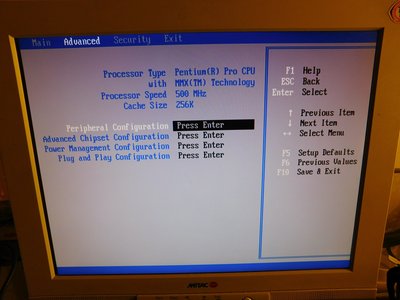 Main Advanced Security Exit
Processor Type Pentium(R) Pro CPU
with MMX(TM) Technology
Processor Speed 500 MHz
Cache Size 256K
Peripheral Configuration Press Enter
Advanced Chipset Configuration Press Enter
Power Management Configuration Press Enter
Plug and Play Configuration Press Enter
F1 Help
ESC Back
Enter Select
↑ Previous Item
↓ Next Item
↔ Select Menu
F5 Setup Defaults
F6 Previous Values
F10 Save & Exit
MITAC